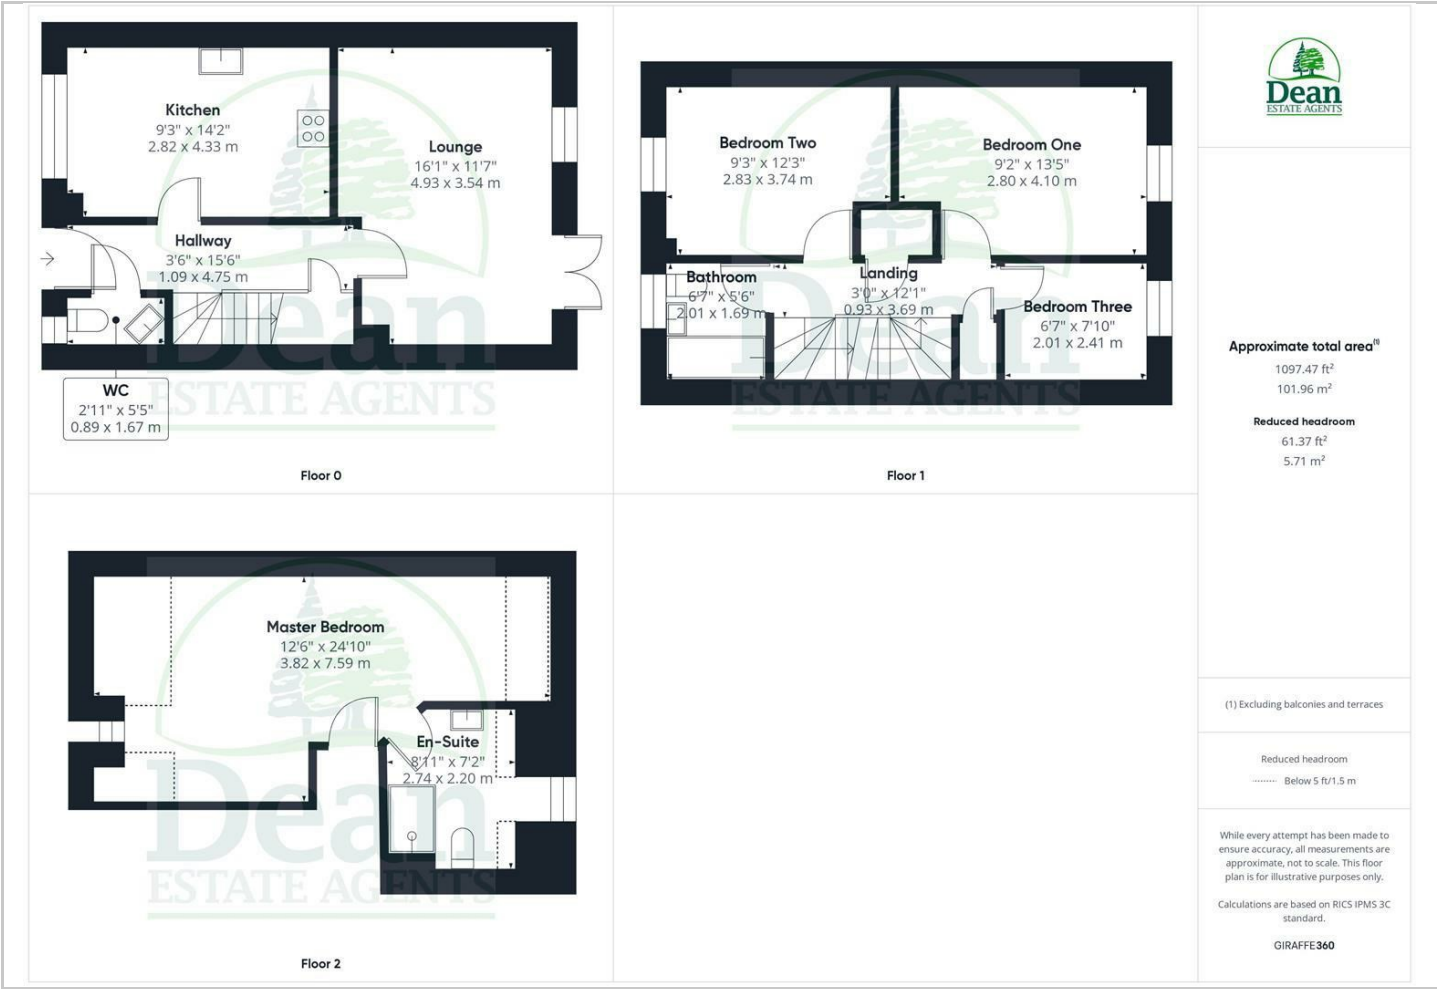 Kitchen
9'3" x 14'2"
2.82 x 4.33 m
Lounge
16'1" x 11'7"
4.93 x 3.54 m
Hallway
3'6" x 15'6"
1.09 x 4.75 m
WC
2'11" x 5'5"
0.89 x 1.67 m
Dean
ESTATE AGENTS
Floor 0
Bedroom Two
9'3" x 12'3"
2.83 x 3.74 m
Bedroom One
9'2" x 13'5"
2.80 x 4.10 m
Bathroom
6'7" x 5'6"
2.01 x 1.69 m
Landing
3'0" x 12'1"
0.93 x 3.69 m
Bedroom Three
6'7" x 7'10"
2.01 x 2.41 m
ESTATE AGENTS
Floor 1
Master Bedroom
12'6" x 24'10"
3.82 x 7.59 m
En-Suite
8'11" x 7'2"
2.74 x 2.20 m
Dean
ESTATE AGENTS
Floor 2
Dean
ESTATE AGENTS
Approximate total area⁽¹⁾
1097.47 ft²
101.96 m²
Reduced headroom
61.37 ft²
5.71 m²
(1) Excluding balconies and terraces
Reduced headroom
Below 5 ft/1.5 m
While every attempt has been made to
ensure accuracy, all measurements are
approximate, not to scale. This floor
plan is for illustrative purposes only.
Calculations are based on RICS IPMS 3C
standard.
GIRAFFE360